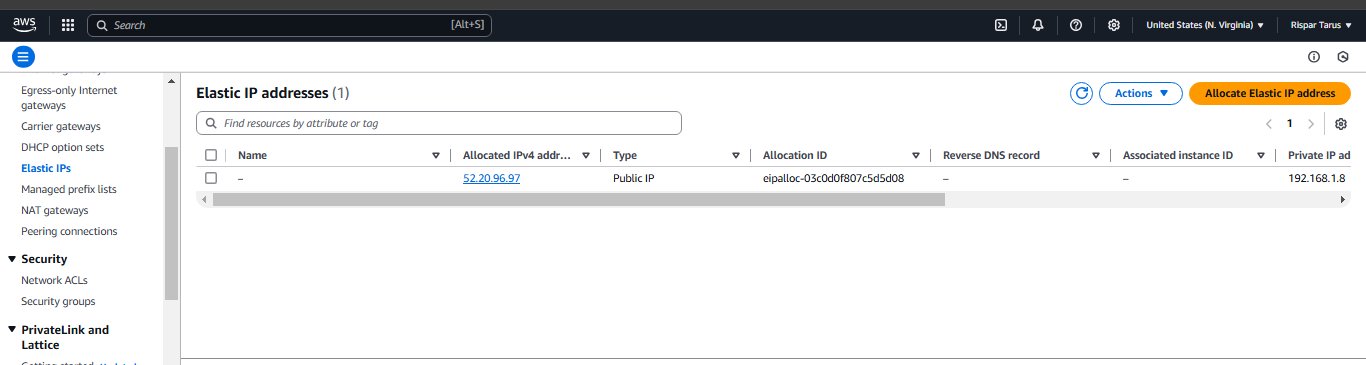 aws
Search [Alt+S] United States (N. Virginia) Rispar Tarus
Egress-only Internet
gateways
Carrier gateways
DHCP option sets
Elastic IPs
Managed prefix lists
NAT gateways
Peering connections
Security
Network ACLs
Security groups
PrivateLink and
Lattice
Elastic IP addresses (1) Actions Allocate Elastic IP address
Find resources by attribute or tag 1
Name Allocated IPv4 addr... Type Allocation ID Reverse DNS record Associated instance ID Private IP ad
– 52.20.96.97 Public IP eipalloc-03c0d0f807c5d5d08 – – 192.168.1.8